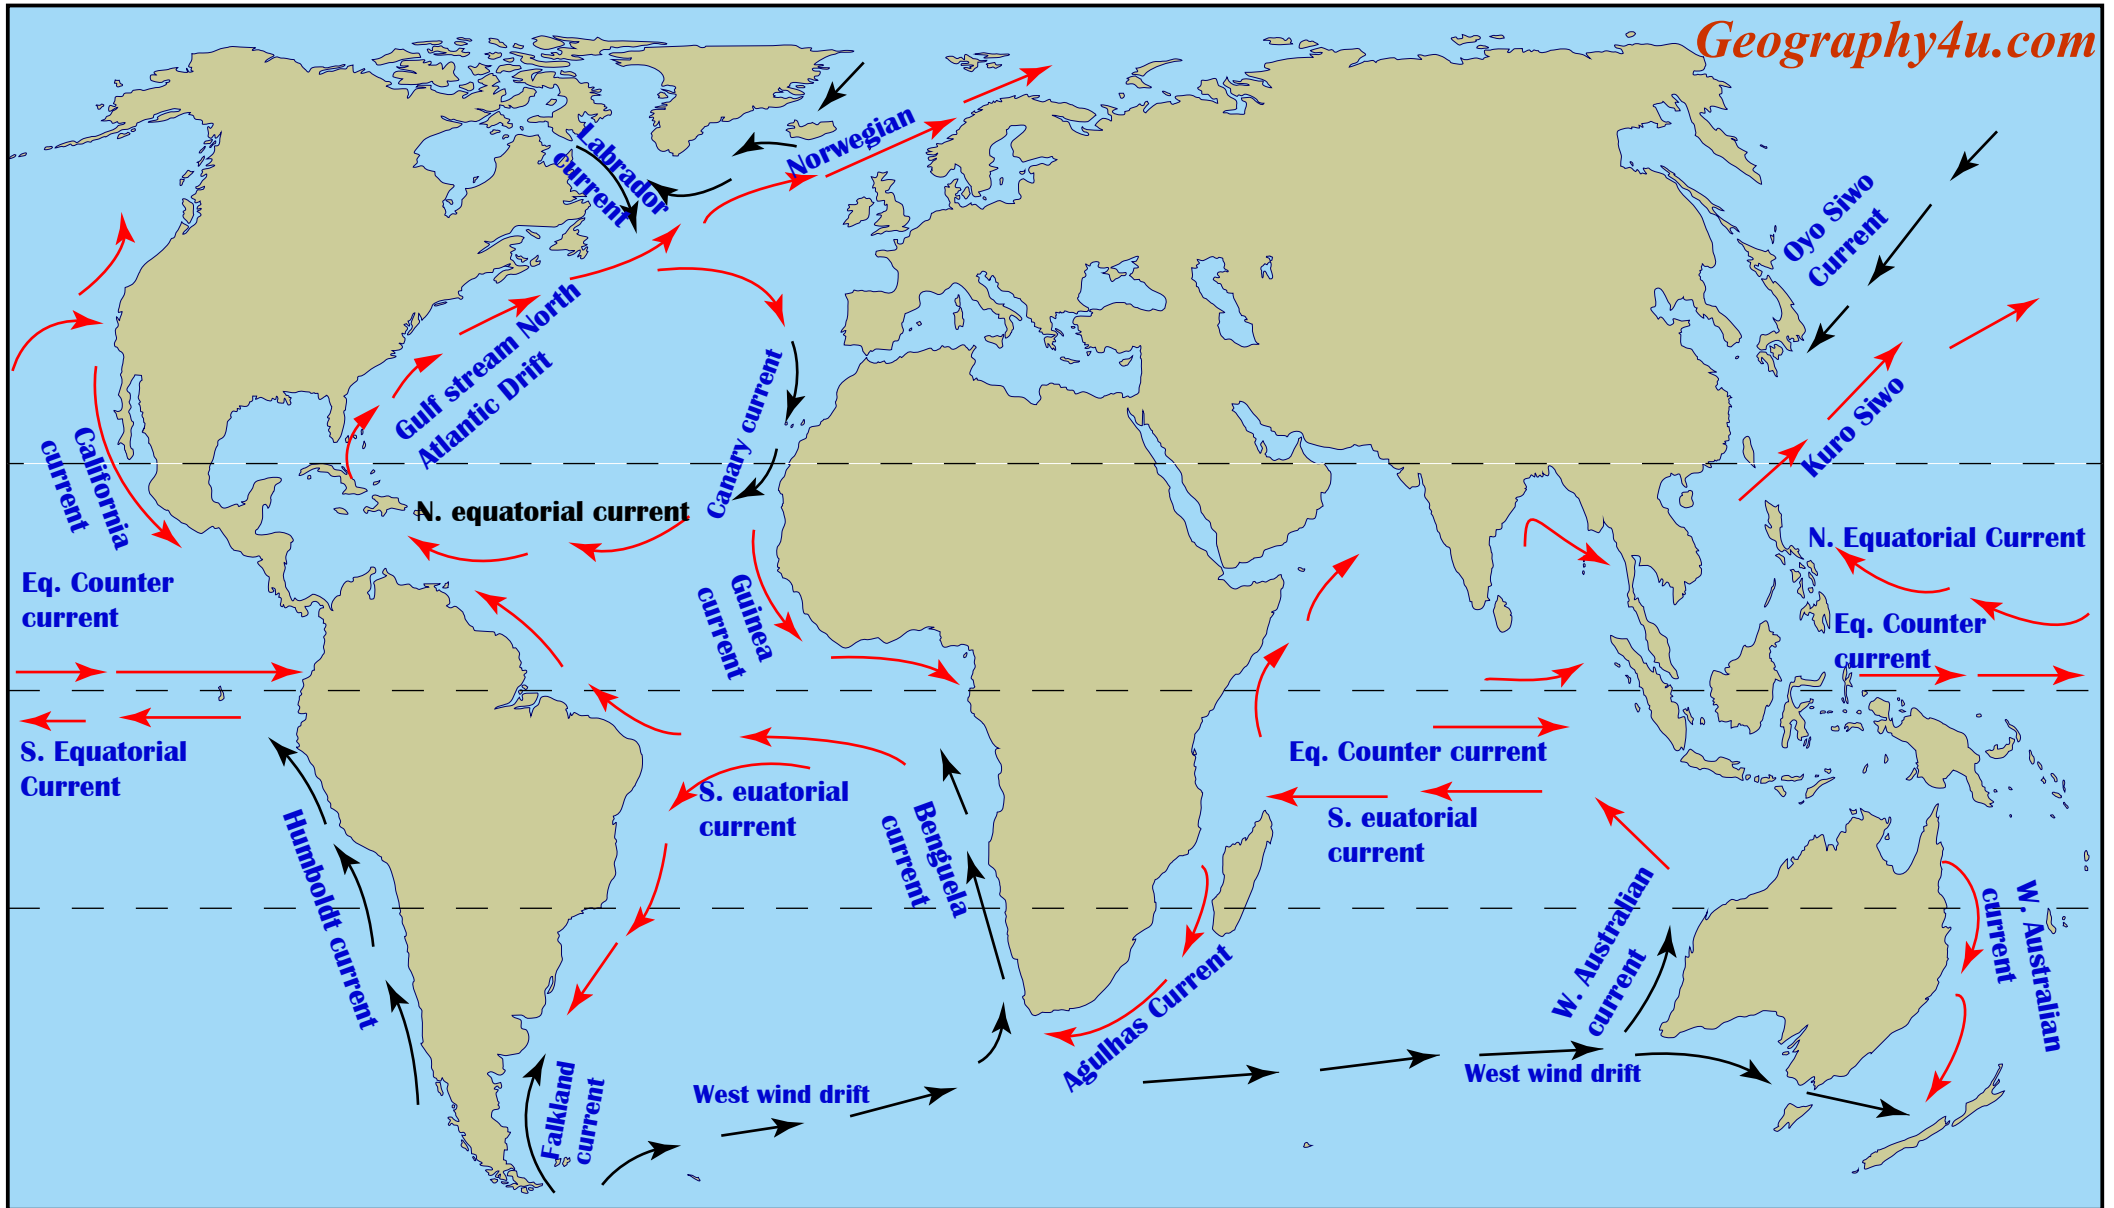 Geography4u.com
Labrador
current
Norwegian
Oyo Siwo
Current
Gulf stream North
Atlantic Drift
Canary current
Kuro Siwo
California
current
N. equatorial current
N. Equatorial Current
Eq. Counter
current
Guinea
current
Eq. Counter
current
S. Equatorial
Current
Eq. Counter current
S. euatorial
current
S. euatorial
current
Humboldt current
Benguela
current
W. Australian
current
W. Australian
current
Agulhas Current
Falkland
current
West wind drift
West wind drift